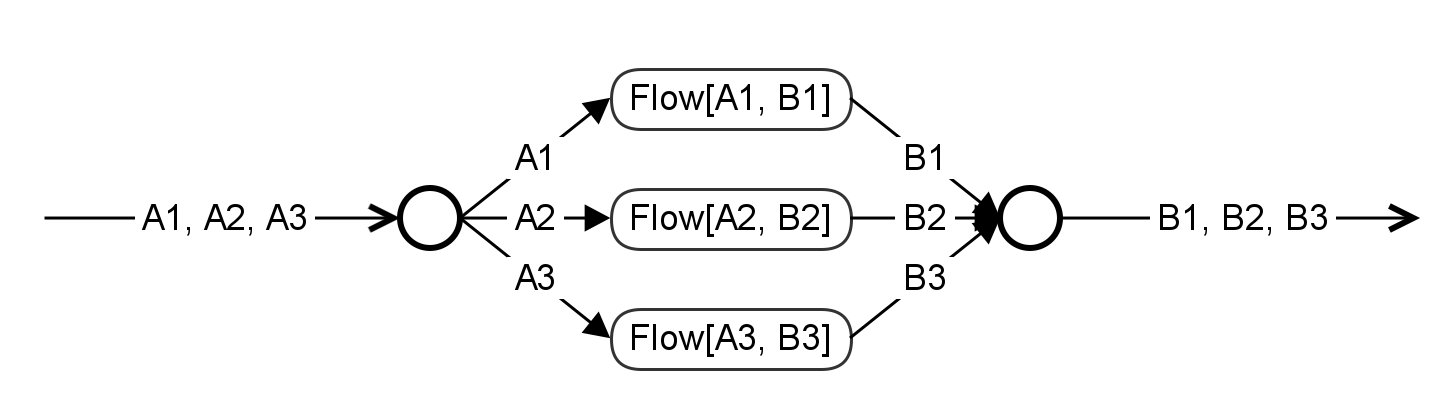 Flow[A1, B1]
A1
B1
A1, A2, A3
A2
Flow[A2, B2]
B2
B1, B2, B3
A3
B3
Flow[A3, B3]